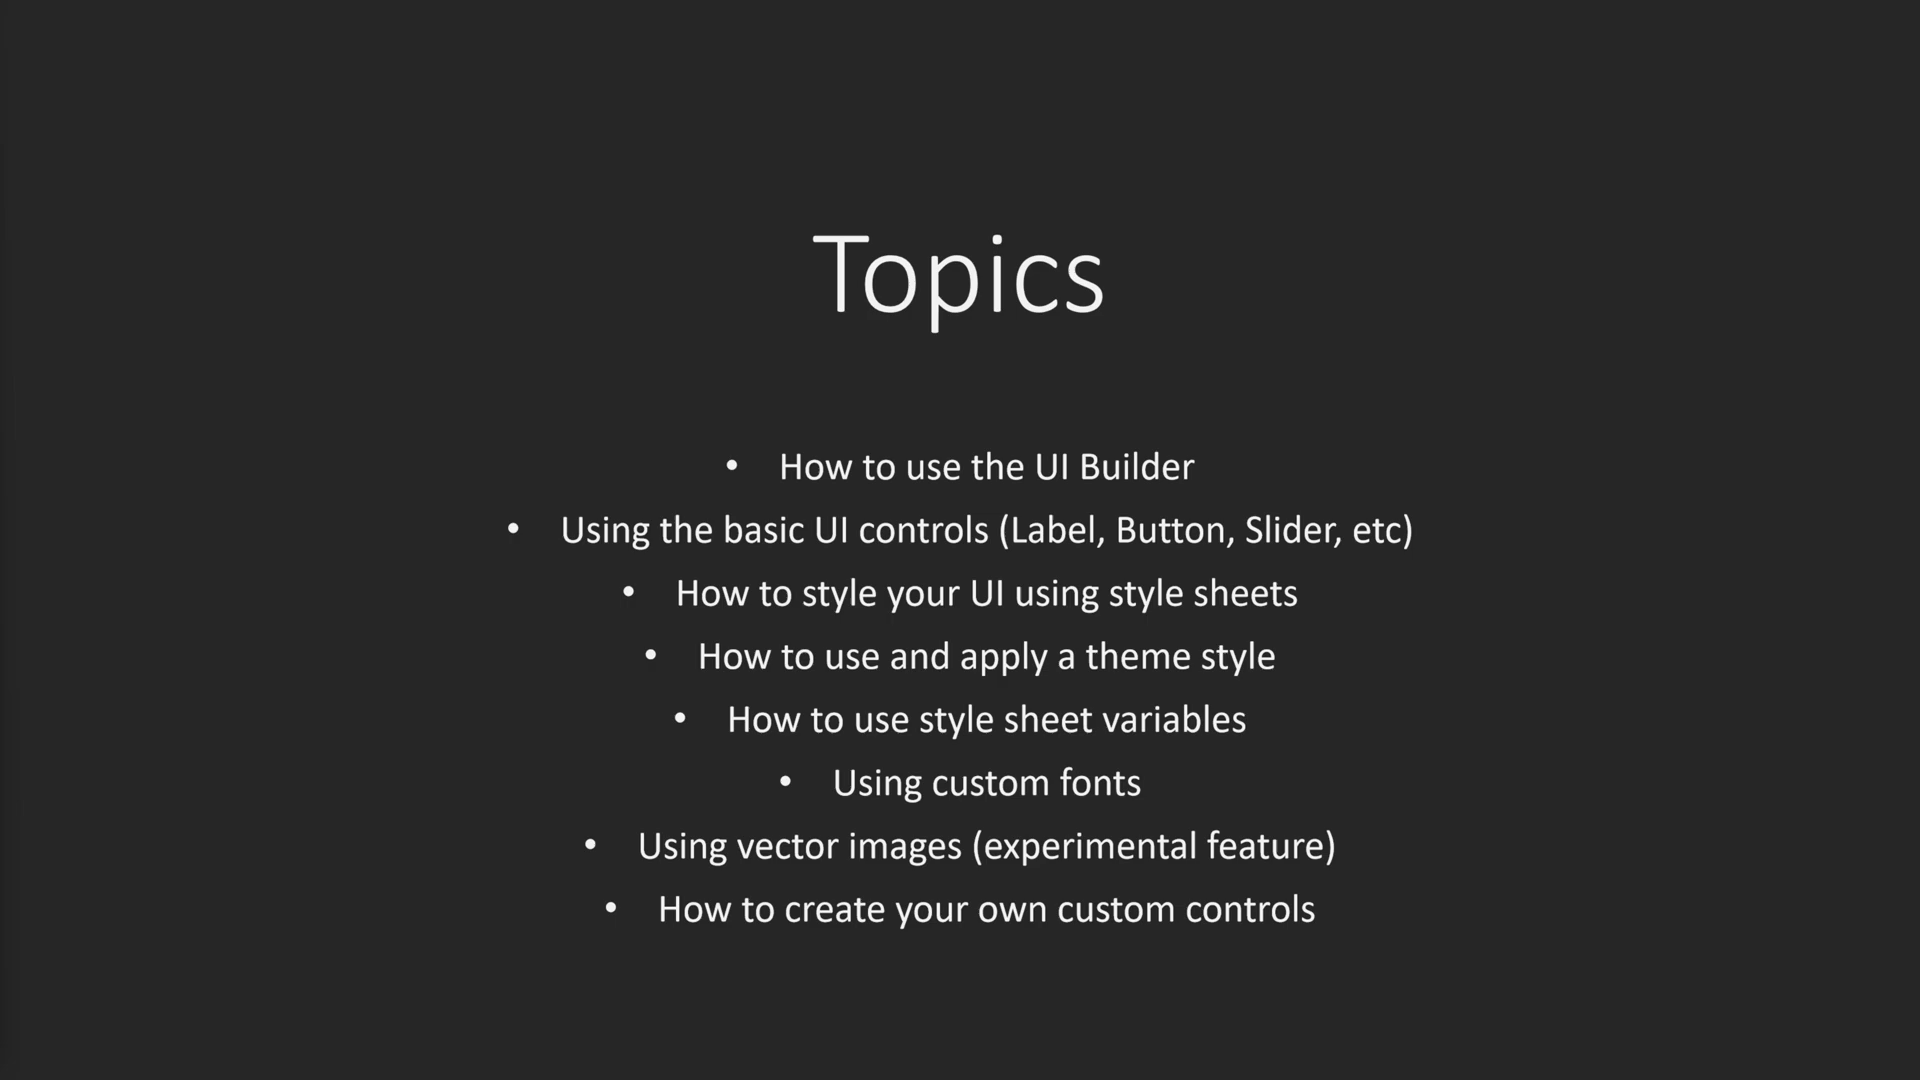 Topics
• How to use the UI Builder
• Using the basic UI controls (Label, Button, Slider, etc)
• How to style your UI using style sheets
• How to use and apply a theme style
• How to use style sheet variables
• Using custom fonts
• Using vector images (experimental feature)
• How to create your own custom controls